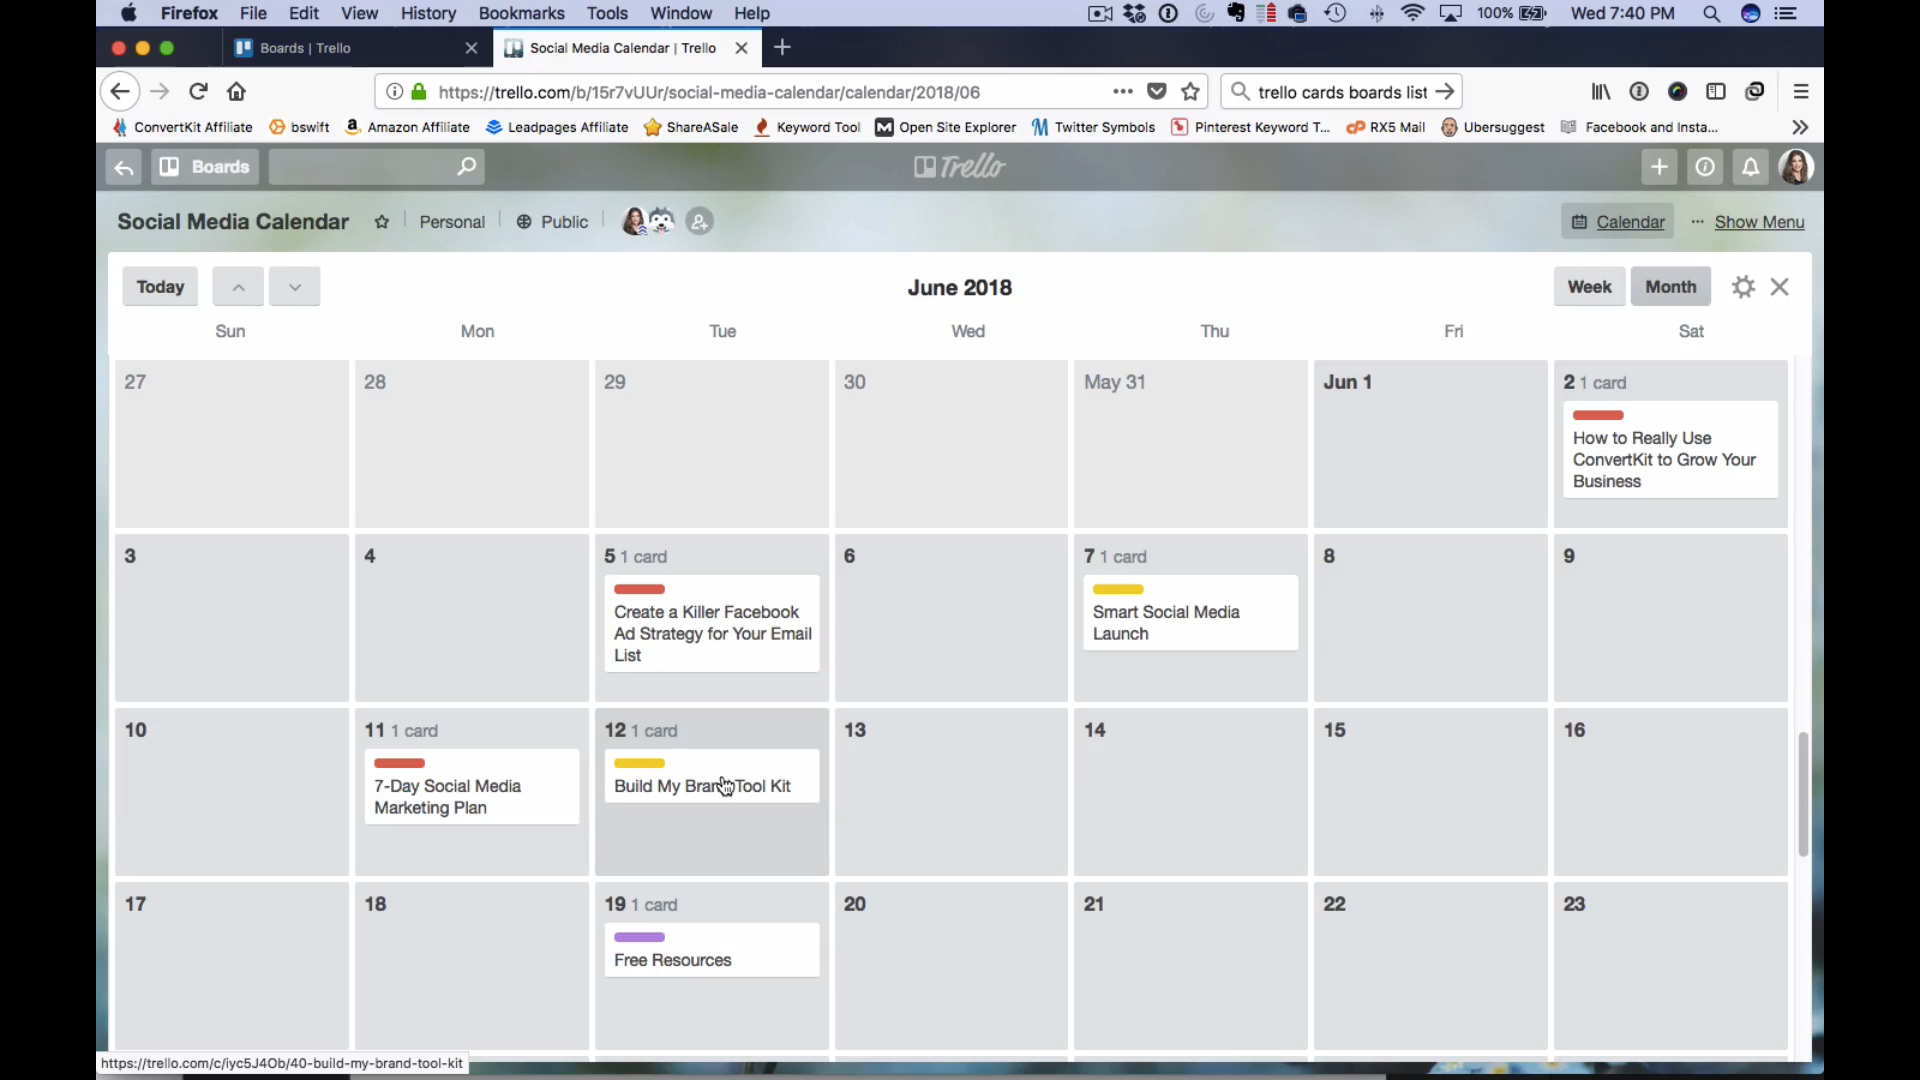 Firefox File Edit View History Bookmarks Tools Window Help 100% Wed 7:40 PM
Boards | Trello Social Media Calendar | Trello
https://trello.com/b/15r7vUUr/social-media-calendar/calendar/2018/06 trello cards boards list
ConvertKit Affiliate bswift Amazon Affiliate Leadpages Affiliate ShareASale Keyword Tool Open Site Explorer Twitter Symbols Pinterest Keyword T... RX5 Mail Ubersuggest Facebook and Insta...
Boards Trello
Social Media Calendar Personal Public Calendar ··· Show Menu
Today June 2018 Week Month
Sun Mon Tue Wed Thu Fri Sat
27 28 29 30 May 31 Jun 1 2 1 card
How to Really Use
ConvertKit to Grow Your
Business
3 4 5 1 card 6 7 1 card 8 9
Create a Killer Facebook
Ad Strategy for Your Email
List
Smart Social Media
Launch
10 11 1 card 12 1 card 13 14 15 16
7-Day Social Media
Marketing Plan
Build My Brand Tool Kit
17 18 19 1 card 20 21 22 23
Free Resources
https://trello.com/c/iyc5J4Ob/40-build-my-brand-tool-kit